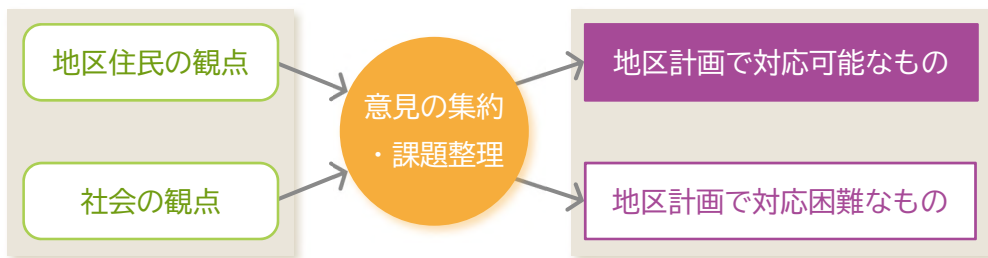 地区住民の観点
社会の観点
意見の集約
・課題整理
地区計画で対応可能なもの
地区計画で対応困難なもの